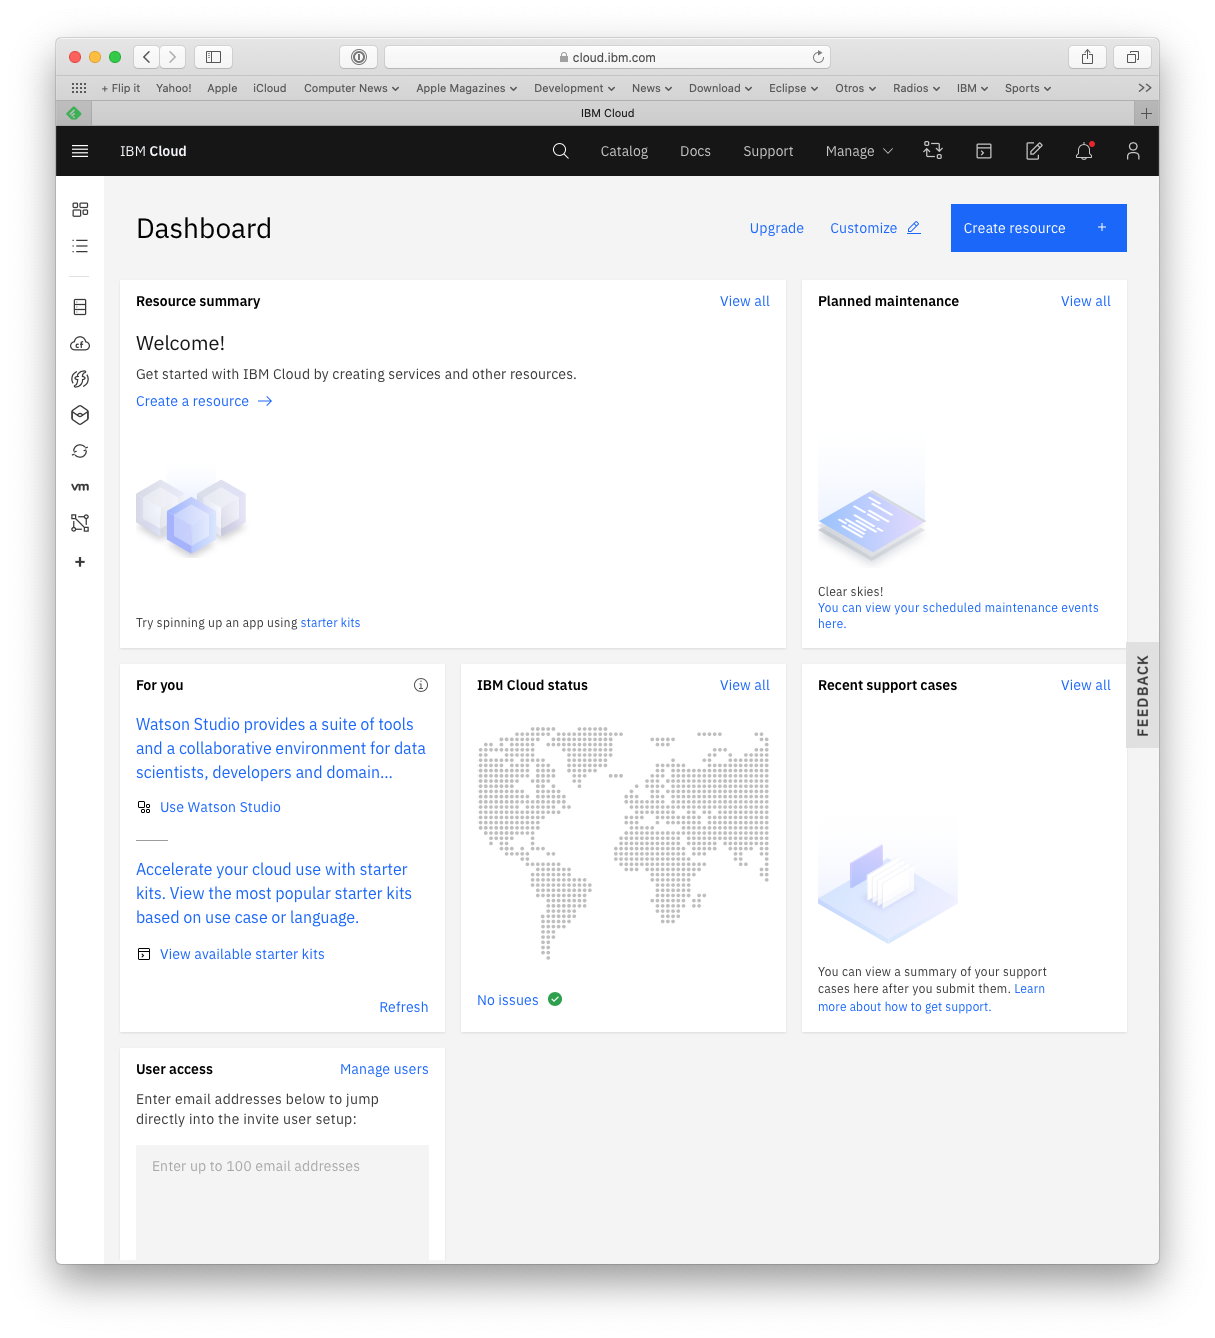 cloud.ibm.com
+ Flip it Yahoo! Apple iCloud Computer News Apple Magazines Development News Download Eclipse Otros Radios IBM Sports
IBM Cloud
IBM Cloud Catalog Docs Support Manage
Dashboard
Upgrade Customize Create resource +
Resource summary View all
Welcome!
Get started with IBM Cloud by creating services and other resources.
Create a resource
Try spinning up an app using starter kits
Planned maintenance View all
Clear skies!
You can view your scheduled maintenance events
here.
cf
vm
+
FEEDBACK
For you
Watson Studio provides a suite of tools
and a collaborative environment for data
scientists, developers and domain...
Use Watson Studio
Accelerate your cloud use with starter
kits. View the most popular starter kits
based on use case or language.
View available starter kits
Refresh
IBM Cloud status View all
No issues
Recent support cases View all
You can view a summary of your support
cases here after you submit them. Learn
more about how to get support.
User access Manage users
Enter email addresses below to jump
directly into the invite user setup:
Enter up to 100 email addresses